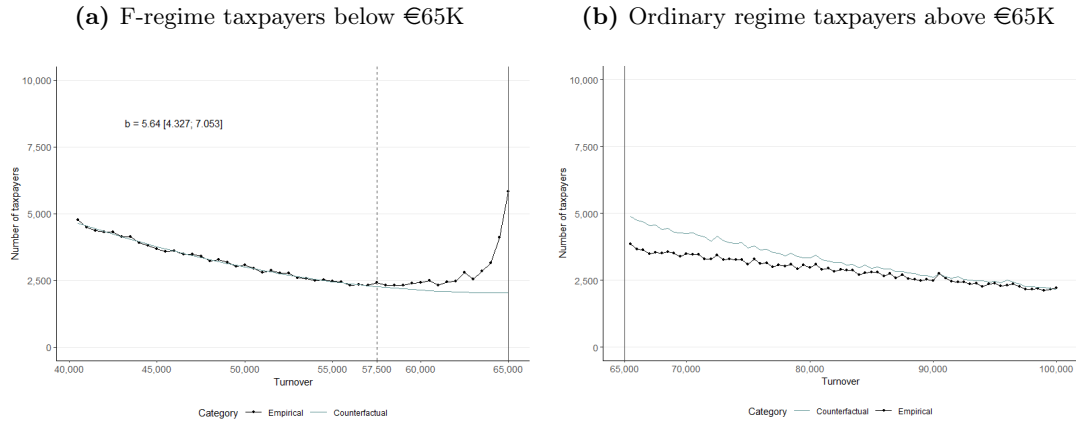 (a) F-regime taxpayers below €65K
(b) Ordinary regime taxpayers above €65K
10,000
7,500
5,000
2,500
0
Number of taxpayers
b = 5.64 [4.327; 7.053]
40,000 45,000 50,000 55,000 57,500 60,000 65,000
Turnover
Category Empirical Counterfactual
10,000
7,500
5,000
2,500
0
Number of taxpayers
65,000 70,000 80,000 90,000 100,000
Turnover
Category Counterfactual Empirical